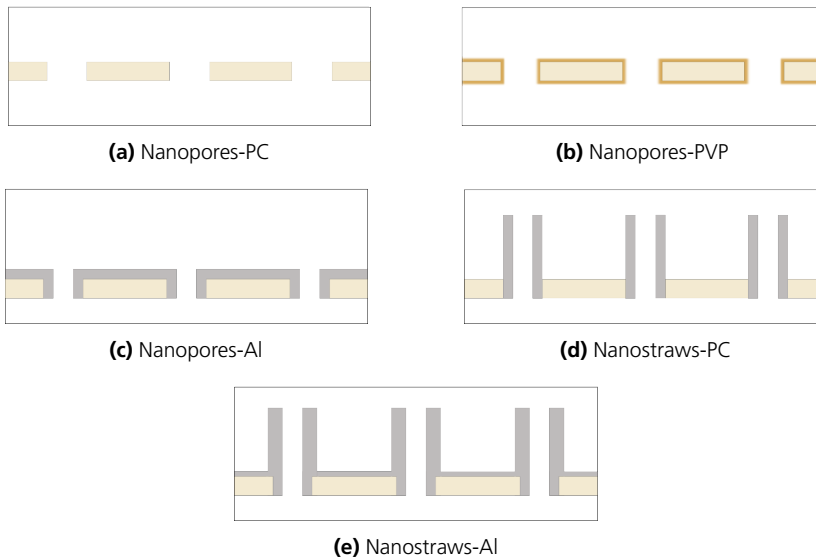 (a) Nanopores-PC
(b) Nanopores-PVP
(c) Nanopores-Al
(d) Nanostraws-PC
(e) Nanostraws-Al